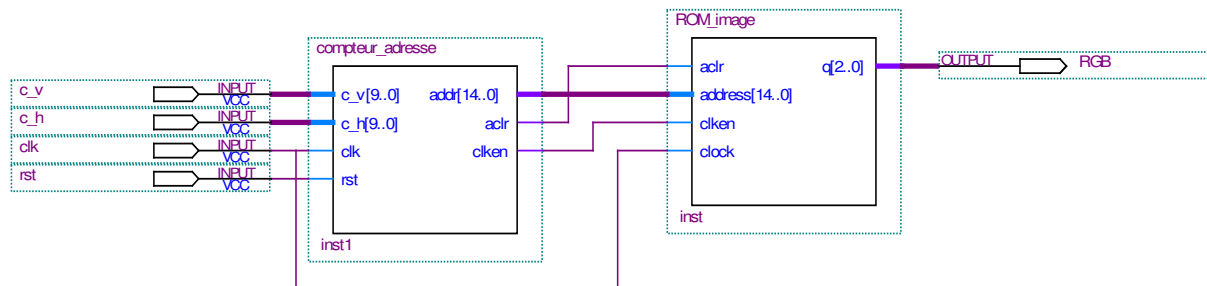 ROM_image
compteur_adresse
aclr q[2..0] OUTPUT RGB
c_v INPUT VCC c_v[9..0] addr[14..0] address[14..0]
c_h INPUT VCC c_h[9..0] aclr clken
clk INPUT VCC clk clken clock
rst INPUT VCC rst
inst
inst1